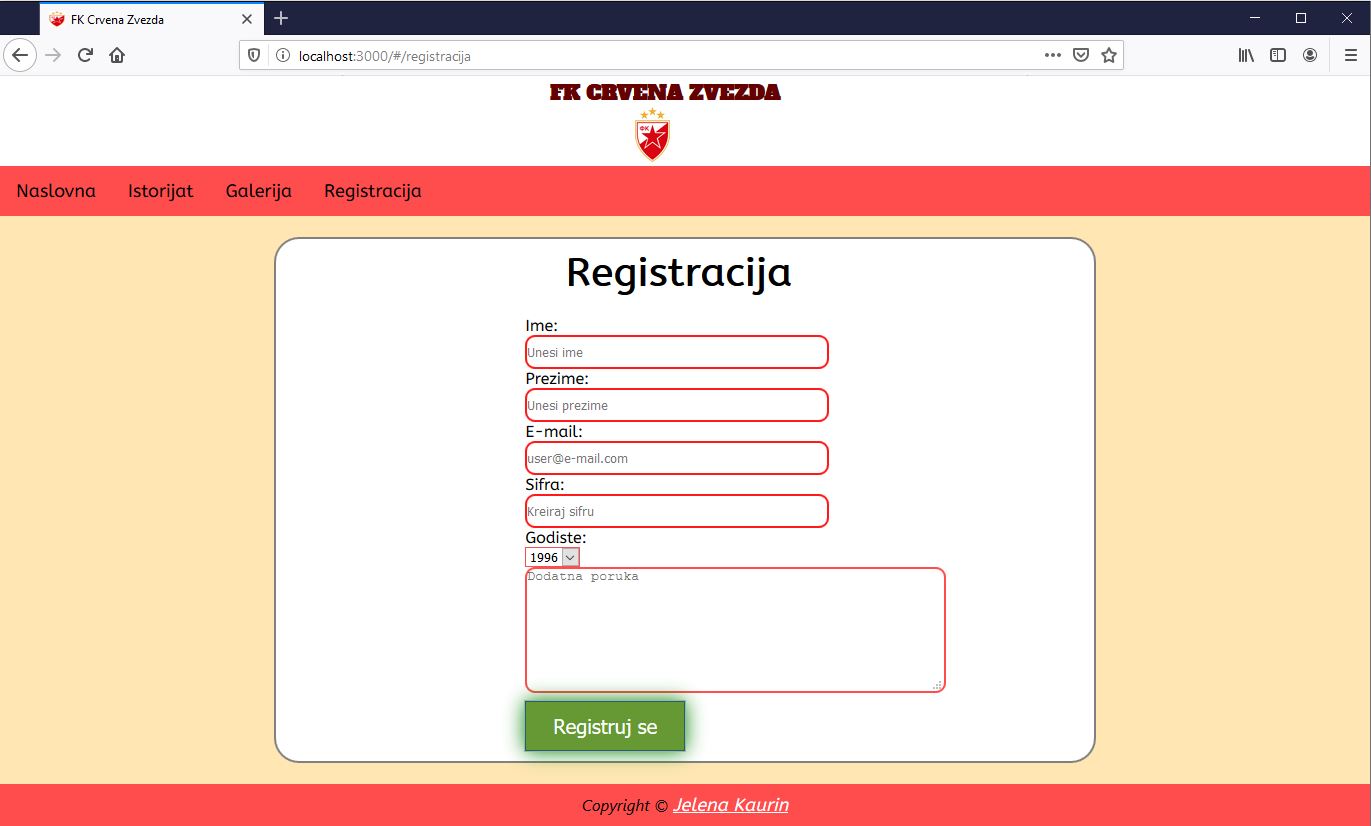 FK Crvena Zvezda
localhost:3000/#/registracija
FK CRVENA ZVEZDA
ФК
Naslovna Istorijat Galerija Registracija
Registracija
Ime:
Unesi ime
Prezime:
Unesi prezime
E-mail:
user@e-mail.com
Sifra:
Kreiraj sifru
Godiste:
1996
Dodatna poruka
Registruj se
Copyright © Jelena Kaurin